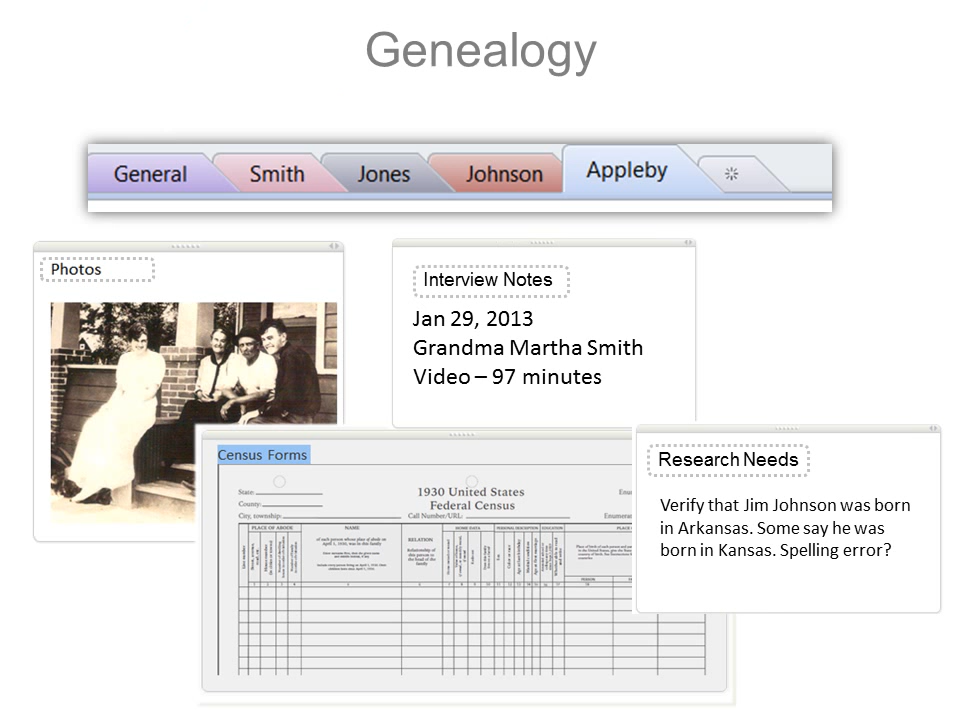 Genealogy
General Smith Jones Johnson Appleby
Photos
Interview Notes
Jan 29, 2013
Grandma Martha Smith
Video – 97 minutes
Census Forms
State:
County:
City, township:
1930 United States
Federal Census
Call Number/URL:
PLACE OF ABODE NAME RELATION HOME DATA PERSONAL DESCRIPTION EDUCATION
Research Needs
Verify that Jim Johnson was born
in Arkansas. Some say he was
born in Kansas. Spelling error?